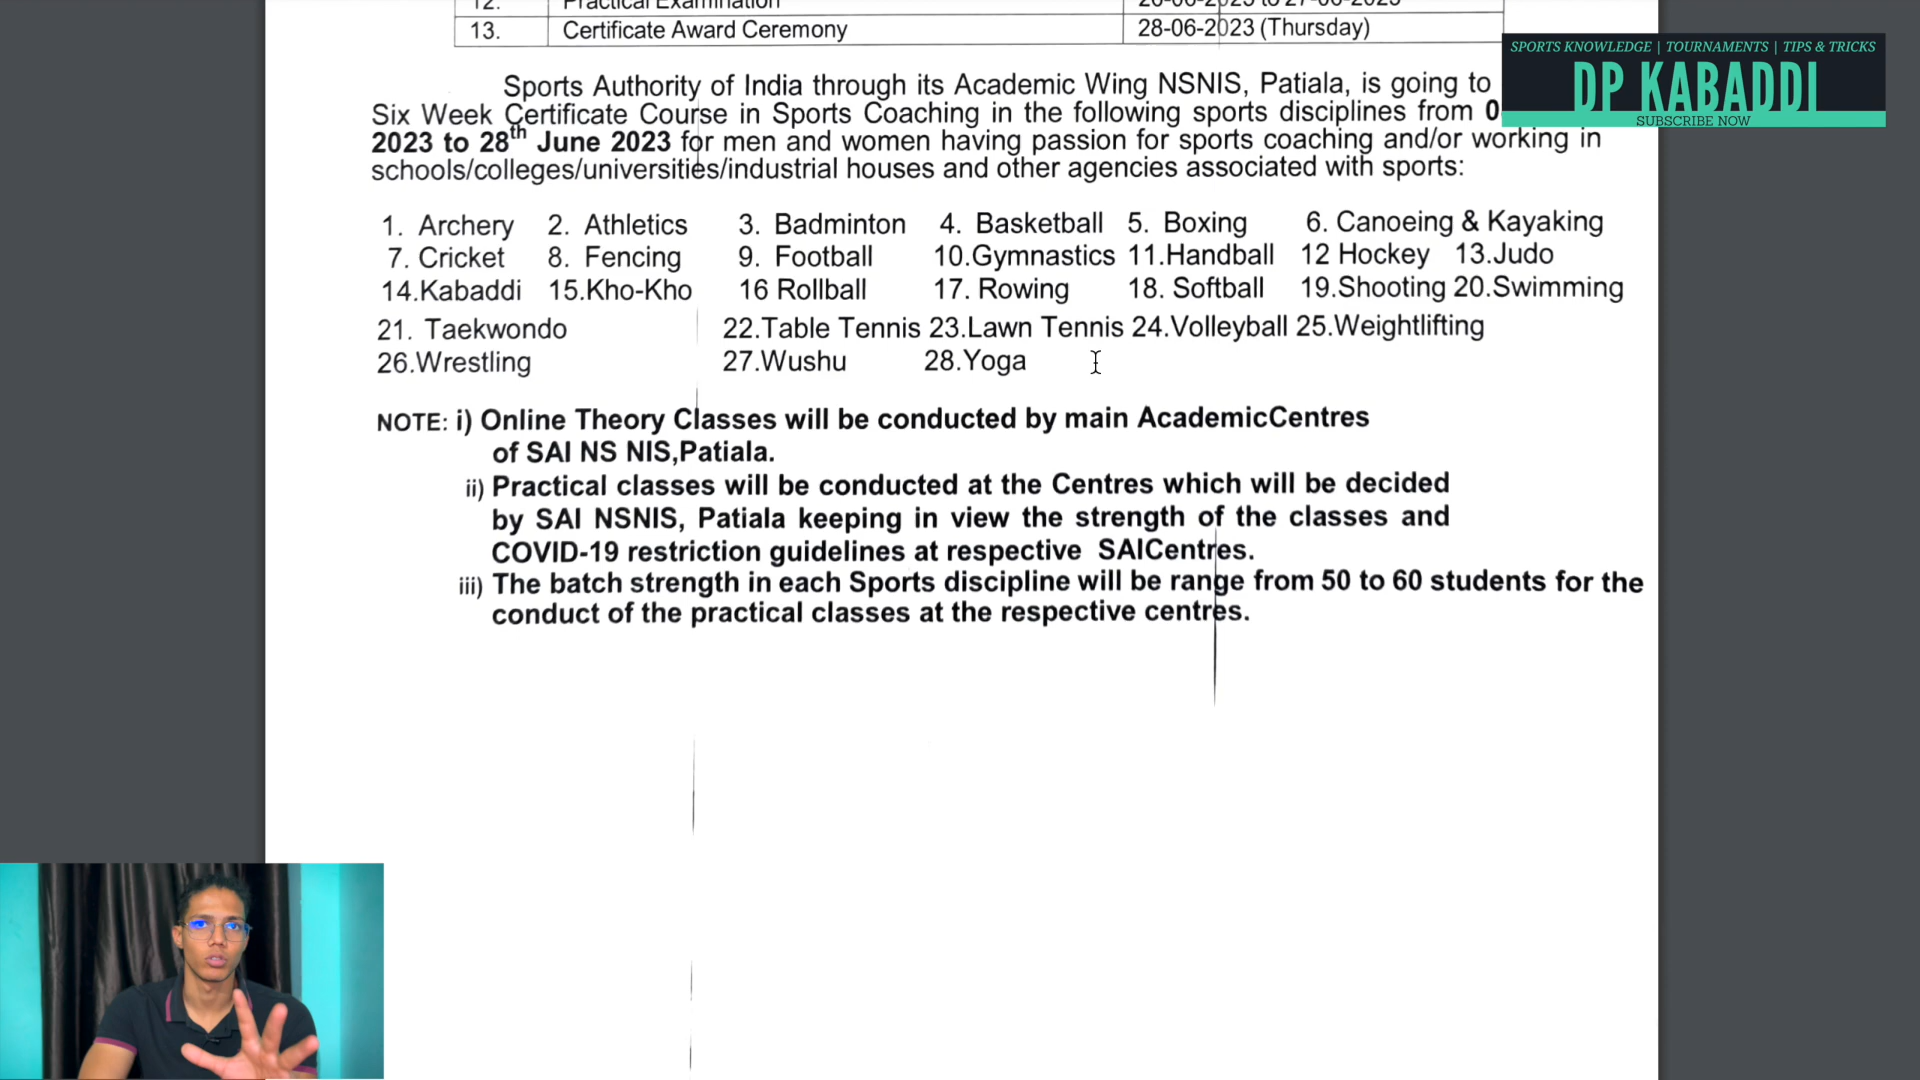 13. Certificate Award Ceremony 28-06-2023 (Thursday)
SPORTS KNOWLEDGE | TOURNAMENTS | TIPS & TRICKS
DP KABADDI
SUBSCRIBE NOW
Sports Authority of India through its Academic Wing NSNIS, Patiala, is going to
Six Week Certificate Course in Sports Coaching in the following sports disciplines from
2023 to 28th June 2023 for men and women having passion for sports coaching and/or working in
schools/colleges/universities/industrial houses and other agencies associated with sports:
1. Archery 2. Athletics 3. Badminton 4. Basketball 5. Boxing 6. Canoeing & Kayaking
7. Cricket 8. Fencing 9. Football 10.Gymnastics 11.Handball 12 Hockey 13.Judo
14.Kabaddi 15.Kho-Kho 16 Rollball 17. Rowing 18. Softball 19.Shooting 20.Swimming
21. Taekwondo 22.Table Tennis 23.Lawn Tennis 24.Volleyball 25.Weightlifting
26.Wrestling 27.Wushu 28.Yoga
NOTE: i) Online Theory Classes will be conducted by main AcademicCentres
of SAI NS NIS,Patiala.
ii) Practical classes will be conducted at the Centres which will be decided
by SAI NSNIS, Patiala keeping in view the strength of the classes and
COVID-19 restriction guidelines at respective SAICentres.
iii) The batch strength in each Sports discipline will be range from 50 to 60 students for the
conduct of the practical classes at the respective centres.